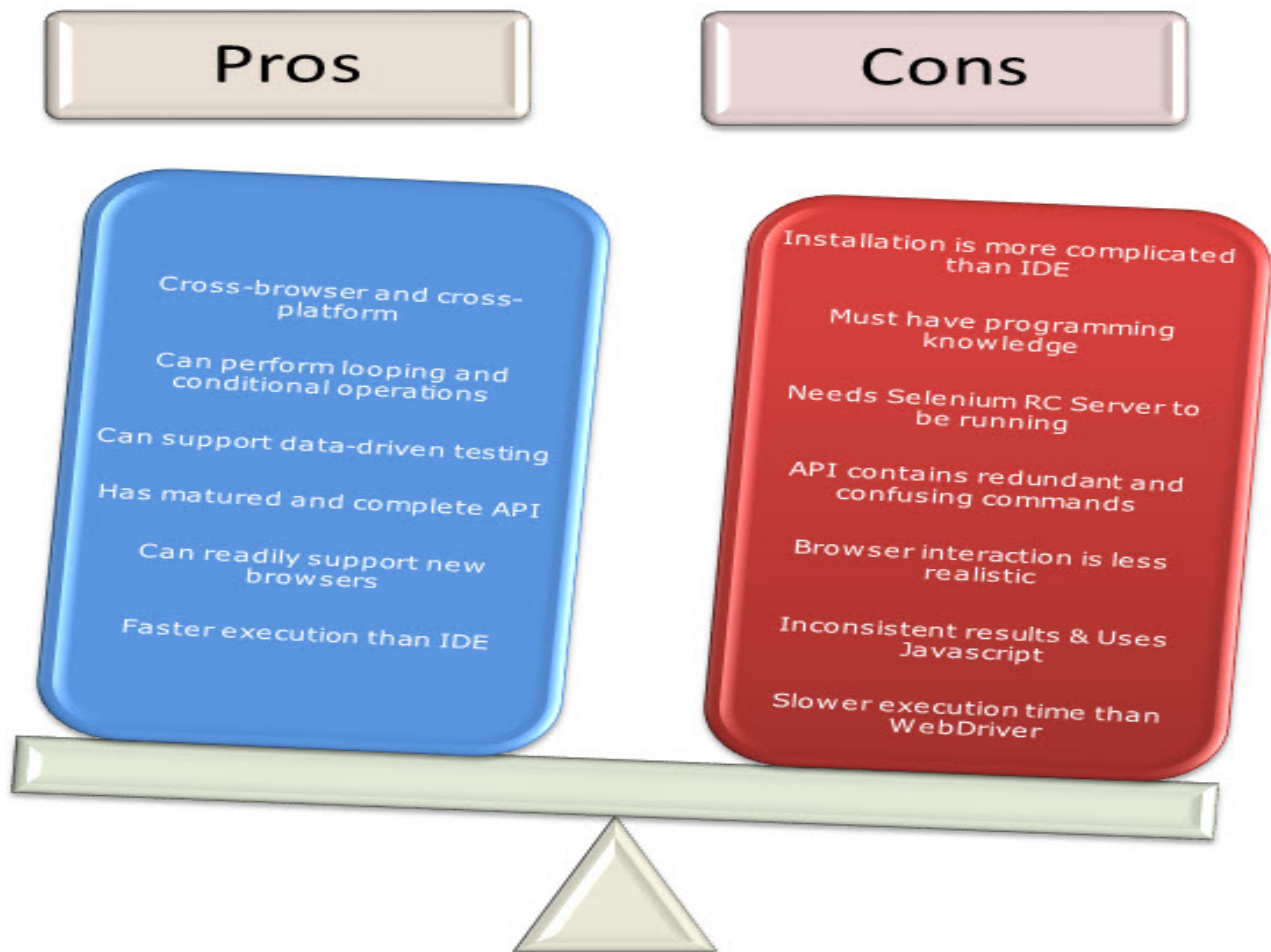 Pros
Cross-browser and cross-
platform
Can perform looping and
conditional operations
Can support data-driven testing
Has matured and complete API
Can readily support new
browsers
Faster execution than IDE
Cons
Installation is more complicated
than IDE
Must have programming
knowledge
Needs Selenium RC Server to
be running
API contains redundant and
confusing commands
Browser interaction is less
realistic
Inconsistent results & Uses
Javascript
Slower execution time than
WebDriver